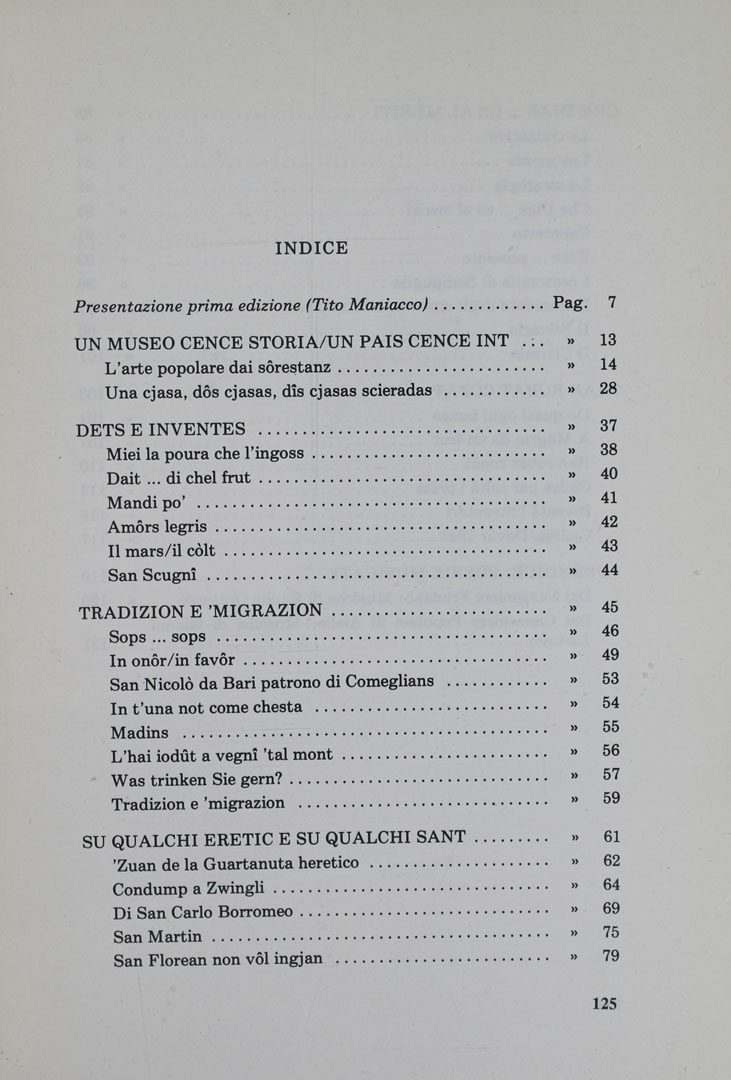 INDICE
Presentazione prima edizione (Tito Maniacco) ............. Pag. 7
UN MUSEO CENCE STORIA/UN PAIS CENCE INT ... » 13
L'arte popolare dai sôrestanz ........................ » 14
Una cjasa, dôs cjasas, dîs cjasas scieradas ............ » 28
DETS E INVENTES ................................. » 37
Miei la poura che l'ingoss ........................... » 38
Dait ... di chel frut ................................. » 40
Mandi po' ........................................ » 41
Amôrs legris ...................................... » 42
Il mars/il còlt ..................................... » 43
San Scugnî ....................................... » 44
TRADIZION E 'MIGRAZION ......................... » 45
Sops ... sops ...................................... » 46
In onôr/in favôr ................................... » 49
San Nicolò da Bari patrono di Comeglians ............ » 53
In t'una not come chesta ........................... » 54
Madins .......................................... » 55
L'hai iodût a vegnî 'tal mont ........................ » 56
Was trinken Sie gern? .............................. » 57
Tradizion e 'migrazion ............................. » 59
SU QUALCHI ERETIC E SU QUALCHI SANT ......... » 61
'Zuan de la Guartanuta heretico ..................... » 62
Condump a Zwingli ................................ » 64
Di San Carlo Borromeo ............................. » 69
San Martin ....................................... » 75
San Florean non vôl ingjan ......................... » 79
125